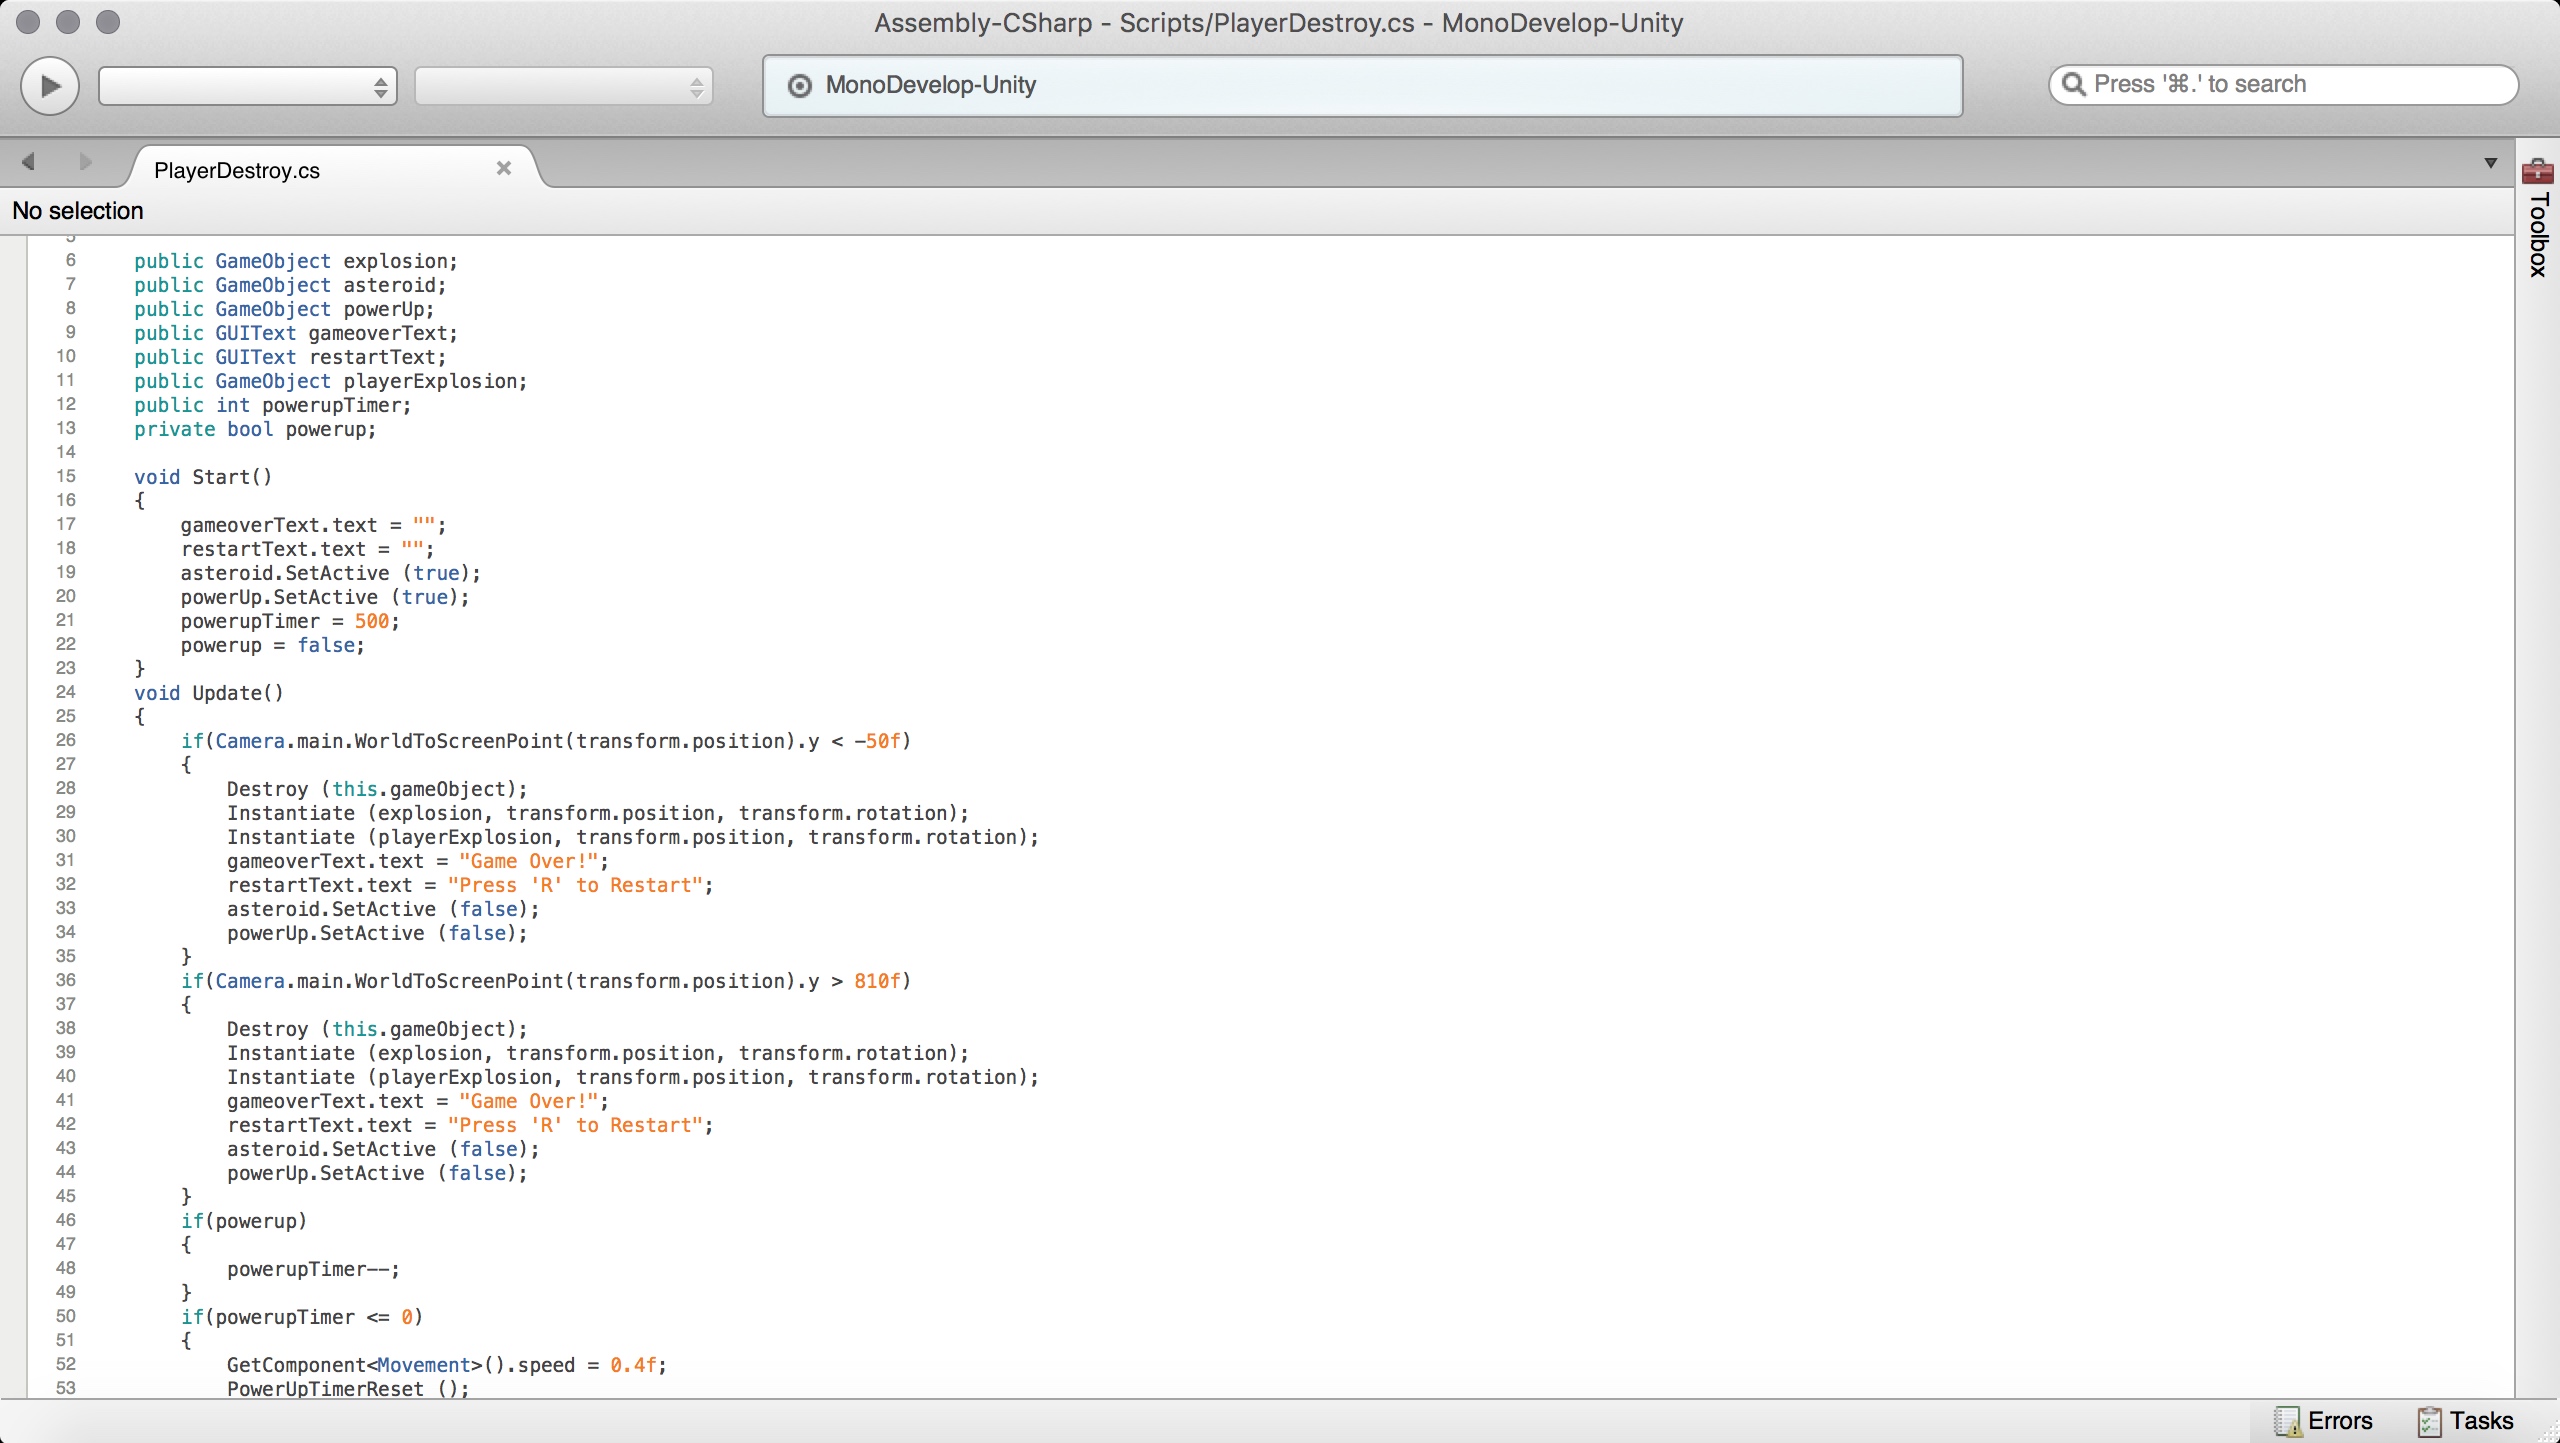 Assembly-CSharp - Scripts/PlayerDestroy.cs - MonoDevelop-Unity
MonoDevelop-Unity
Press '⌘.' to search
PlayerDestroy.cs
Toolbox
No selection
5
6 public GameObject explosion;
7 public GameObject asteroid;
8 public GameObject powerUp;
9 public GUIText gameoverText;
10 public GUIText restartText;
11 public GameObject playerExplosion;
12 public int powerupTimer;
13 private bool powerup;
14
15 void Start()
16 {
17 gameoverText.text = "";
18 restartText.text = "";
19 asteroid.SetActive (true);
20 powerUp.SetActive (true);
21 powerupTimer = 500;
22 powerup = false;
23 }
24 void Update()
25 {
26 if(Camera.main.WorldToScreenPoint(transform.position).y < -50f)
27 {
28 Destroy (this.gameObject);
29 Instantiate (explosion, transform.position, transform.rotation);
30 Instantiate (playerExplosion, transform.position, transform.rotation);
31 gameoverText.text = "Game Over!";
32 restartText.text = "Press 'R' to Restart";
33 asteroid.SetActive (false);
34 powerUp.SetActive (false);
35 }
36 if(Camera.main.WorldToScreenPoint(transform.position).y > 810f)
37 {
38 Destroy (this.gameObject);
39 Instantiate (explosion, transform.position, transform.rotation);
40 Instantiate (playerExplosion, transform.position, transform.rotation);
41 gameoverText.text = "Game Over!";
42 restartText.text = "Press 'R' to Restart";
43 asteroid.SetActive (false);
44 powerUp.SetActive (false);
45 }
46 if(powerup)
47 {
48 powerupTimer--;
49 }
50 if(powerupTimer <= 0)
51 {
52 GetComponent<Movement>().speed = 0.4f;
53 PowerUpTimerReset ();
Errors
Tasks